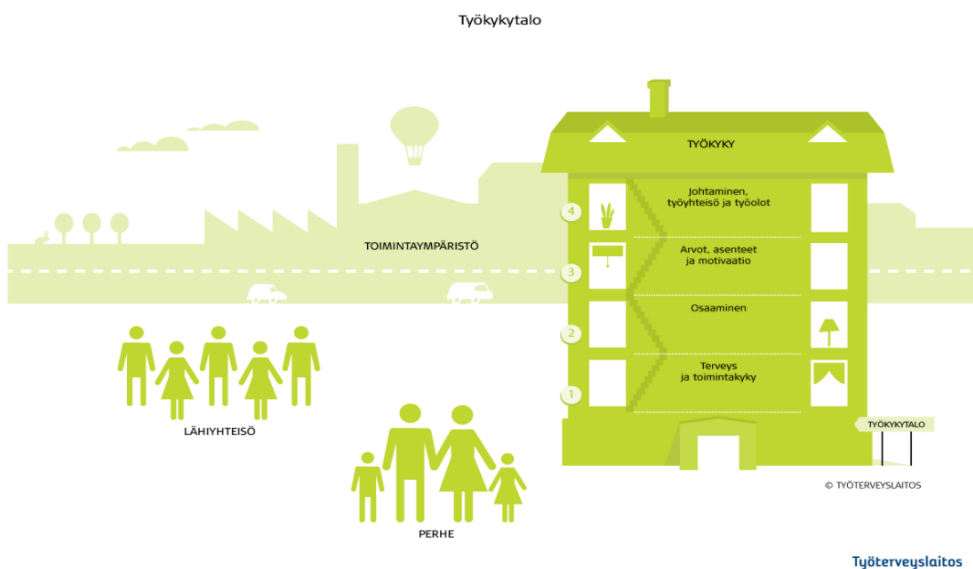 Työkykytalo
TYÖKYKY
4
Johtaminen,
työyhteisö ja työolot
TOIMINTAYMPÄRISTÖ
3
Arvot, asenteet
ja motivaatio
2
Osaaminen
1
Terveys
ja toimintakyky
LÄHIYHTEISÖ
TYÖKYKYTALO
© TYÖTERVEYSLAITOS
PERHE
Työterveyslaitos